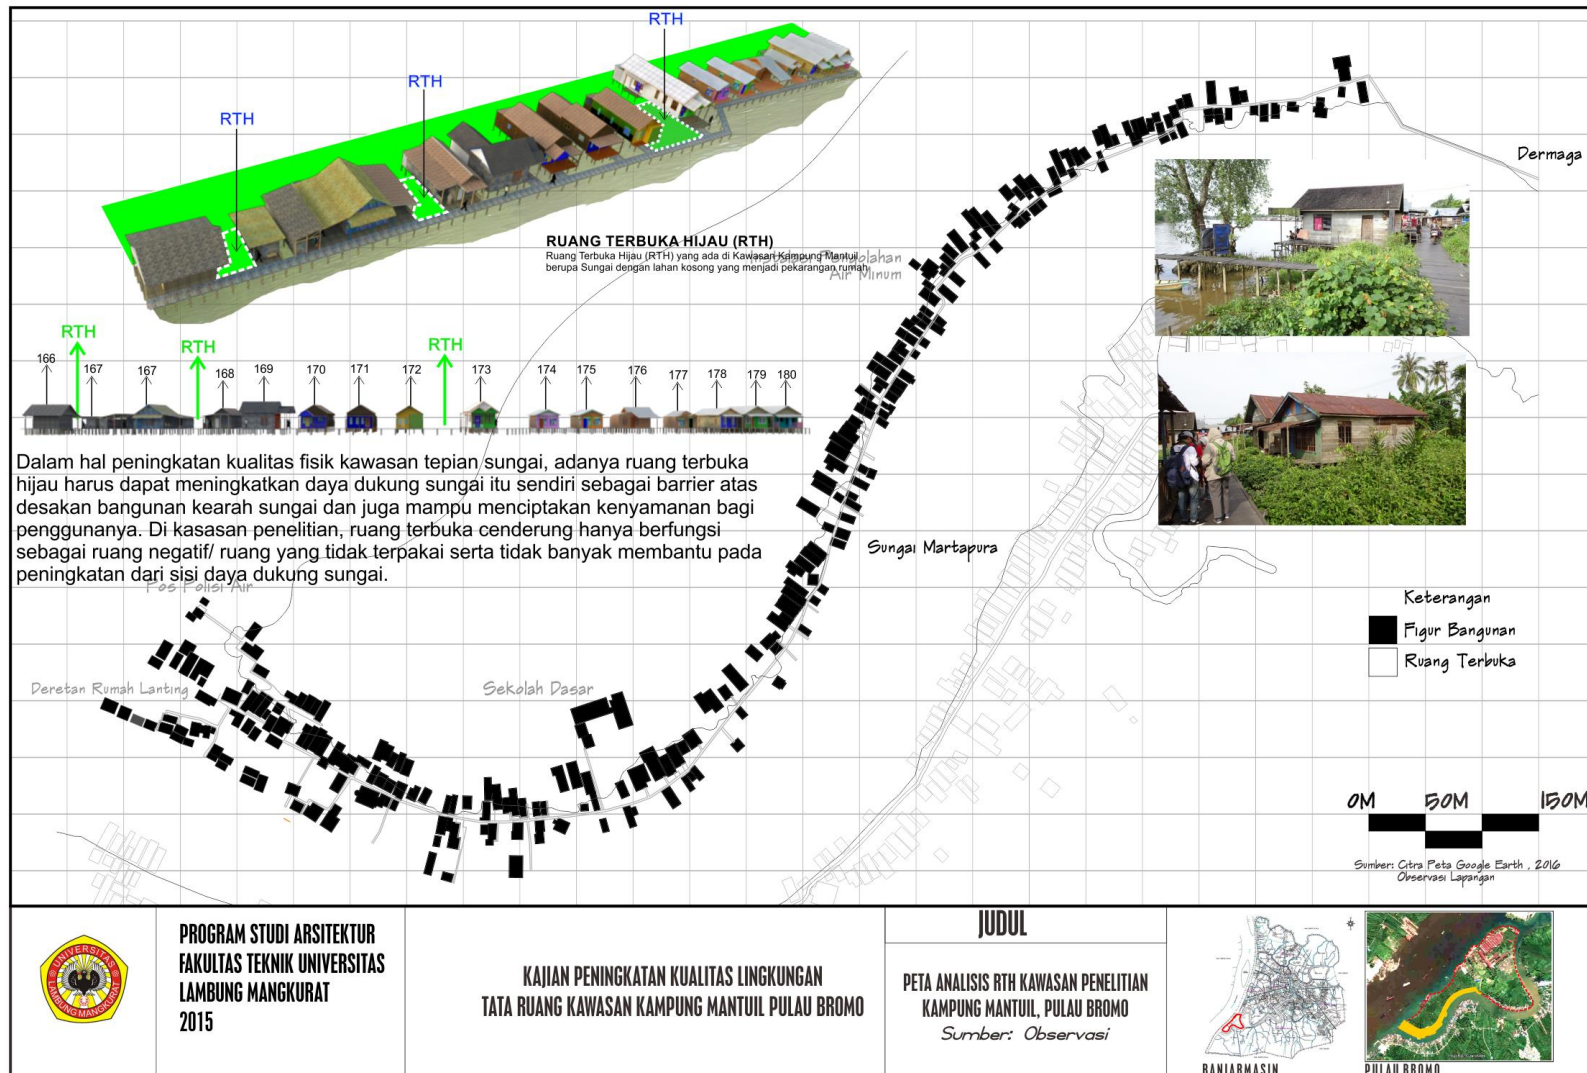 RTH
RTH
RTH
RUANG TERBUKA HIJAU (RTH)
Ruang Terbuka Hijau (RTH) yang ada di Kawasan Kampung Mantuil
berupa Sungai dengan lahan kosong yang menjadi pekarangan rumah
Instalasi Pengolahan
Air Minum
Dermaga
RTH
RTH
RTH
166
167
167
168
169
170
171
172
173
174
175
176
177
178
179
180
Dalam hal peningkatan kualitas fisik kawasan tepian sungai, adanya ruang terbuka
hijau harus dapat meningkatkan daya dukung sungai itu sendiri sebagai barrier atas
desakan bangunan kearah sungai dan juga mampu menciptakan kenyamanan bagi
penggunanya. Di kasasan penelitian, ruang terbuka cenderung hanya berfungsi
sebagai ruang negatif/ ruang yang tidak terpakai serta tidak banyak membantu pada
peningkatan dari sisi daya dukung sungai.
Pos Polisi Air
Sungai Martapura
Deretan Rumah Lanting
Sekolah Dasar
Keterangan
Figur Bangunan
Ruang Terbuka
0M 50M 150M
Sumber: Citra Peta Google Earth , 2016
Observasi Lapangan
UNIVERSITAS
LAMBUNG MANGKURAT
PROGRAM STUDI ARSITEKTUR
FAKULTAS TEKNIK UNIVERSITAS
LAMBUNG MANGKURAT
2015
KAJIAN PENINGKATAN KUALITAS LINGKUNGAN
TATA RUANG KAWASAN KAMPUNG MANTUIL PULAU BROMO
JUDUL
PETA ANALISIS RTH KAWASAN PENELITIAN
KAMPUNG MANTUIL, PULAU BROMO
Sumber: Observasi
BANJARMASIN
PULAU BROMO